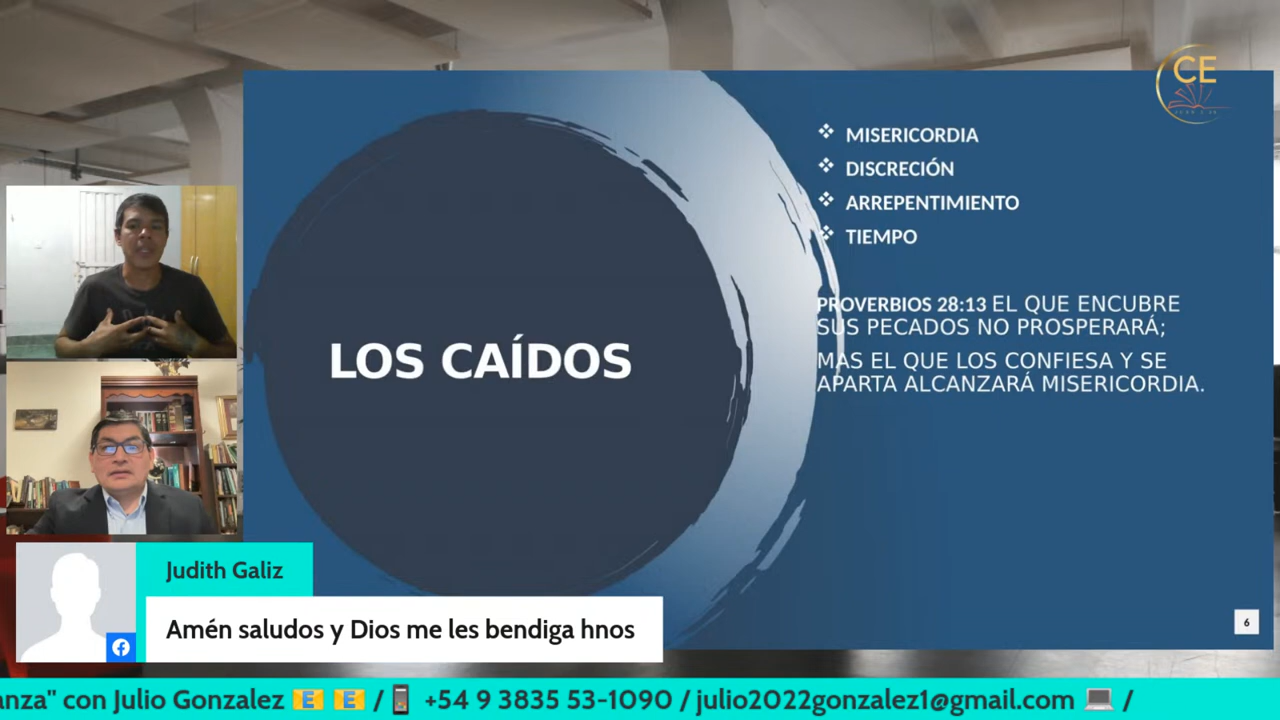 CE
MISERICORDIA
DISCRECIÓN
ARREPENTIMIENTO
TIEMPO
PROVERBIOS 28:13 EL QUE ENCUBRE
SUS PECADOS NO PROSPERARÁ;
MAS EL QUE LOS CONFIESA Y SE
APARTA ALCANZARÁ MISERICORDIA.
LOS CAÍDOS
6
Judith Galiz
Amén saludos y Dios me les bendiga hnos
anza" con Julio Gonzalez 📧 📧 / 📱 +54 9 3835 53-1090 / julio2022gonzalez1@gmail.com 💻 /